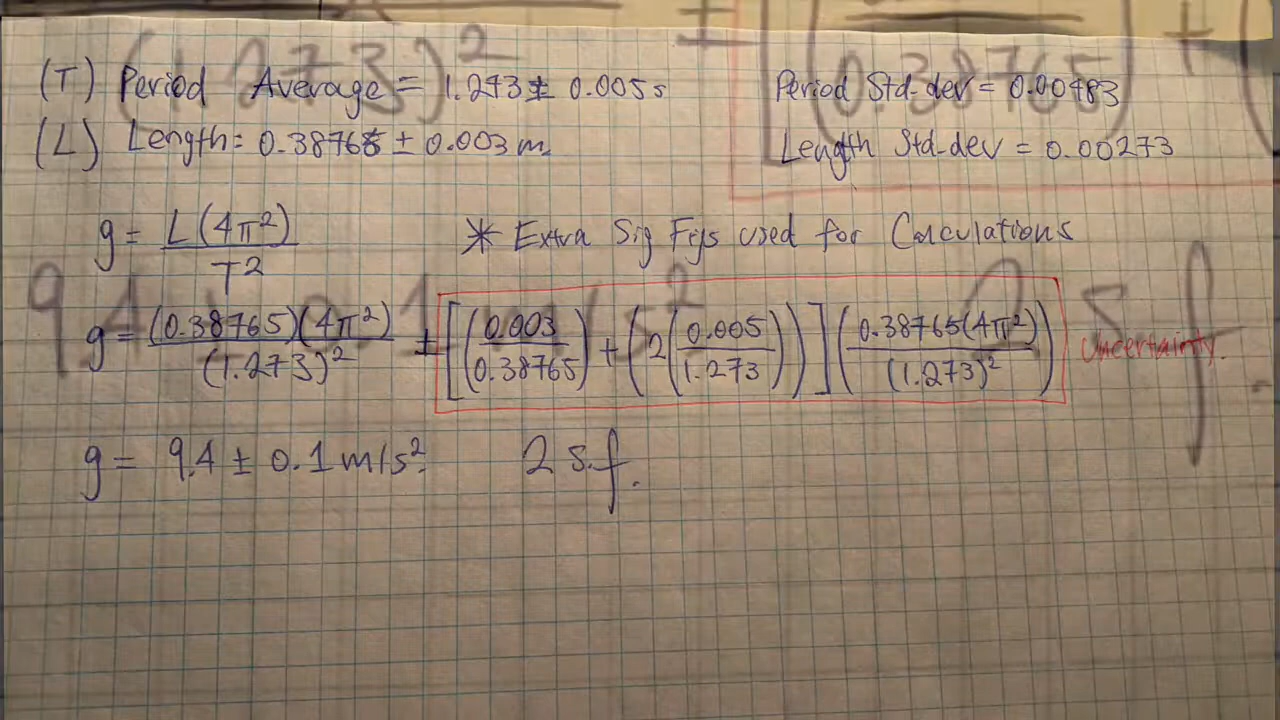 (T) Period Average = 1.273 ± 0.005 s
Period Std-dev = 0.00483
(L) Length = 0.38765 ± 0.003 m
Length Std-dev = 0.00273
g = L(4π²) / T²
* Extra Sig Figs used for Calculations
g = (0.38765)(4π²) / (1.273)² ± [(0.003 / 0.38765) + (2(0.005 / 1.273))](0.38765(4π²) / (1.273)²) Uncertainty.
g = 9.4 ± 0.1 m/s² 2 s.f.